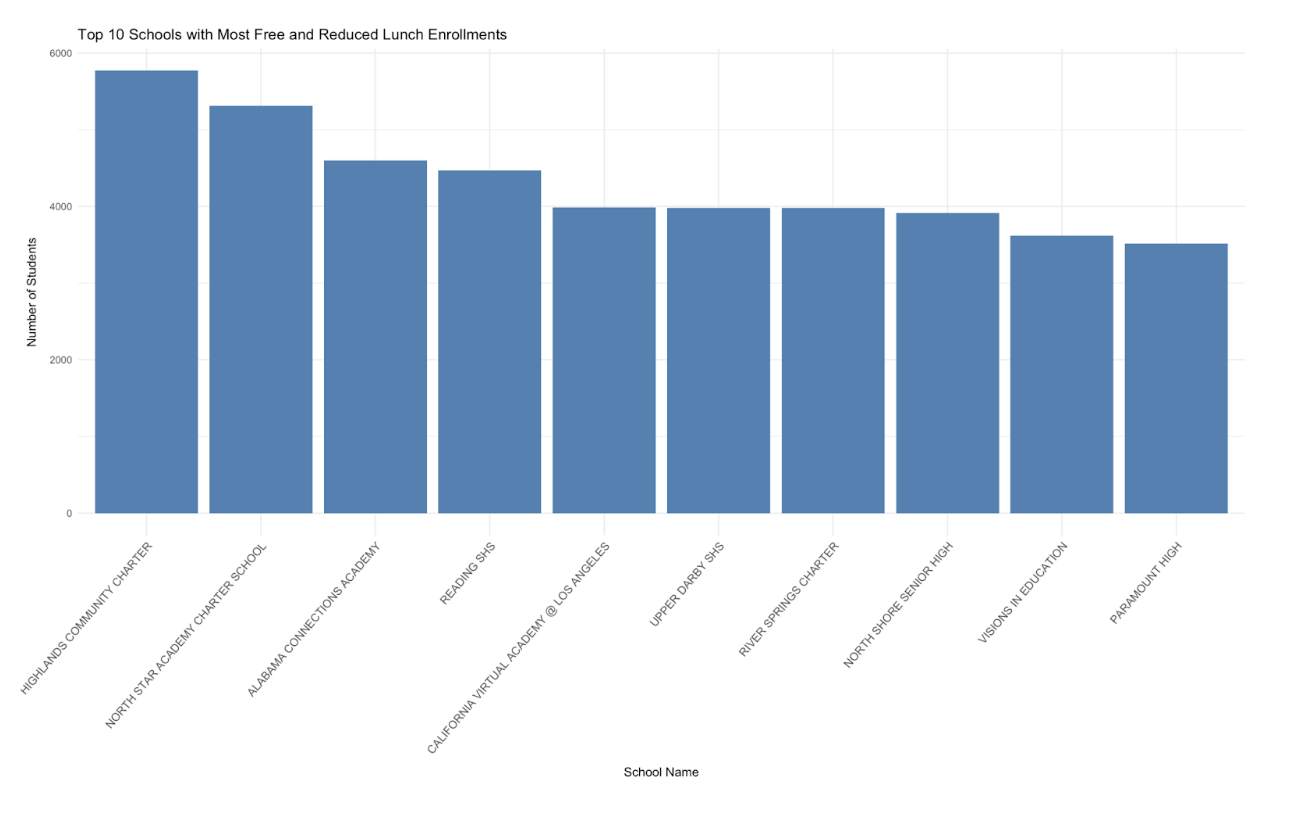 Top 10 Schools with Most Free and Reduced Lunch Enrollments
6000
4000
2000
0
Number of Students
HIGHLANDS COMMUNITY CHARTER
NORTH STAR ACADEMY CHARTER SCHOOL
ALABAMA CONNECTIONS ACADEMY
READING SHS
CALIFORNIA VIRTUAL ACADEMY @ LOS ANGELES
UPPER DARBY SHS
RIVER SPRINGS CHARTER
NORTH SHORE SENIOR HIGH
VISIONS IN EDUCATION
PARAMOUNT HIGH
School Name